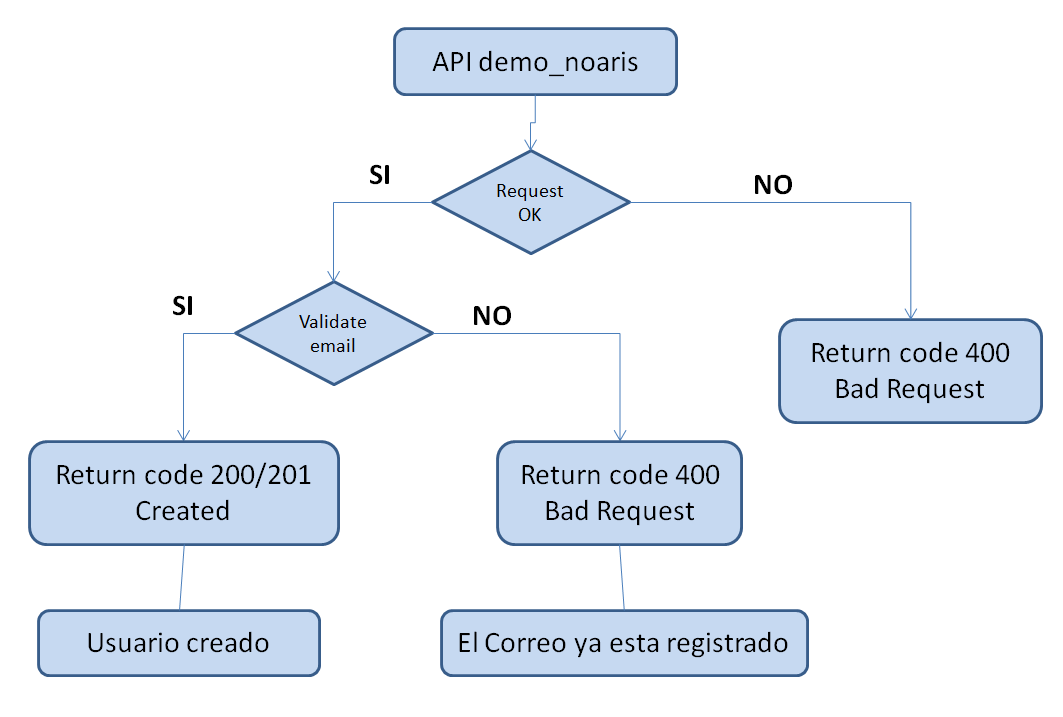 API demo_noaris
SI
Request
OK
NO
SI
Validate
email
NO
Return code 400
Bad Request
Return code 200/201
Created
Return code 400
Bad Request
Usuario creado
El Correo ya esta registrado